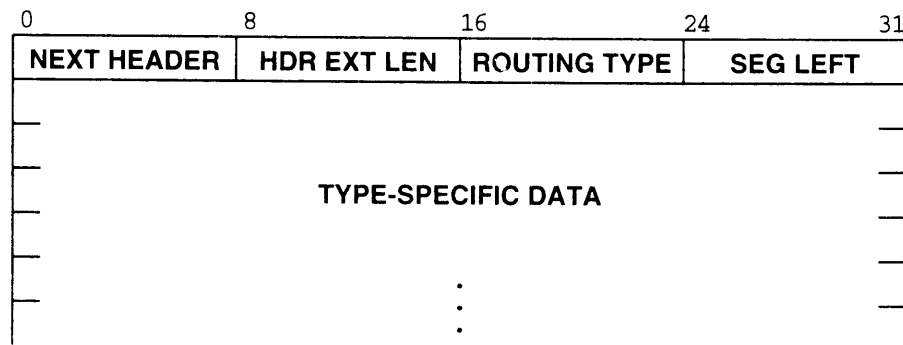 0 8 16 24 31
NEXT HEADER HDR EXT LEN ROUTING TYPE SEG LEFT
TYPE-SPECIFIC DATA